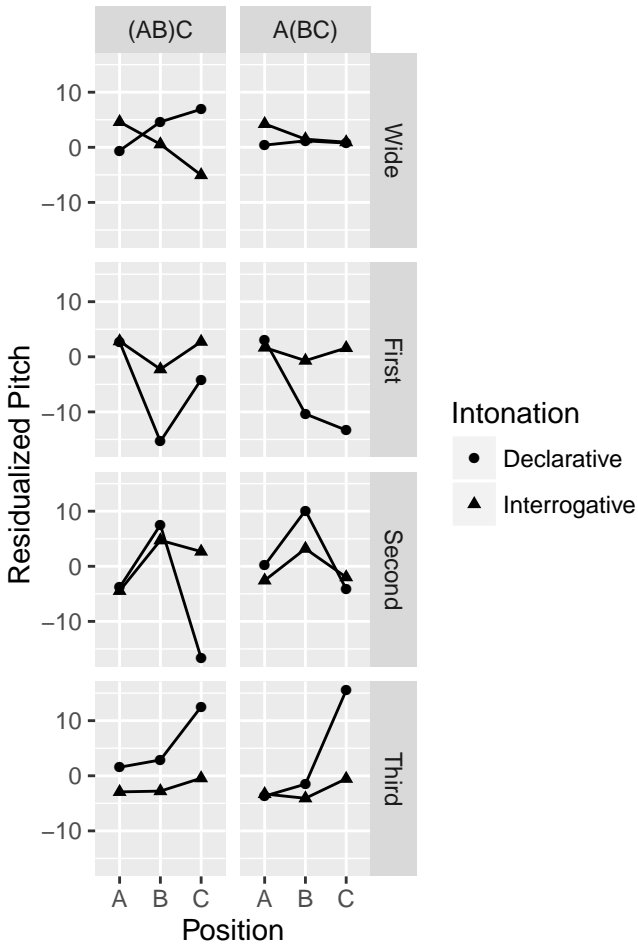 (AB)C A(BC)
10
0
−10
Wide
10
0
−10
First
10
0
−10
Second
10
0
−10
Third
Residualized Pitch
A B C A B C
Position
Intonation
Declarative
Interrogative